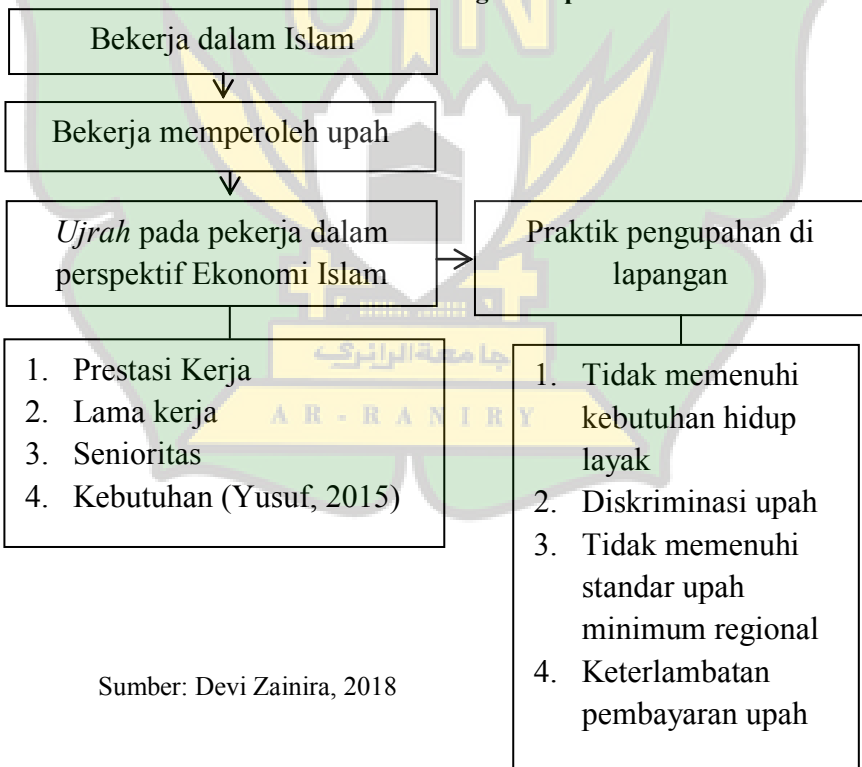 Bekerja dalam Islam
Bekerja memperoleh upah
Ujrah pada pekerja dalam
perspektif Ekonomi Islam
Praktik pengupahan di
lapangan
1. Prestasi Kerja
2. Lama kerja
3. Senioritas
4. Kebutuhan (Yusuf, 2015)
1. Tidak memenuhi
kebutuhan hidup
layak
2. Diskriminasi upah
3. Tidak memenuhi
standar upah
minimum regional
4. Keterlambatan
pembayaran upah
Sumber: Devi Zainira, 2018
جامعة الرانري
AR-RANIRY